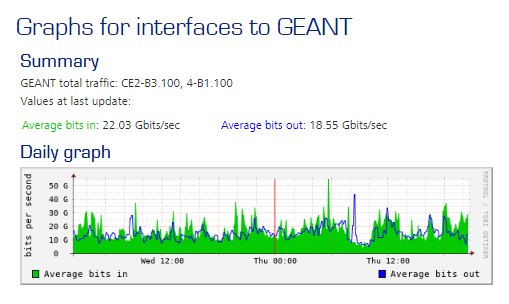 Graphs for interfaces to GEANT
Summary
GEANT total traffic: CE2-B3.100, 4-B1.100
Values at last update:
Average bits in: 22.03 Gbits/sec Average bits out: 18.55 Gbits/sec
Daily graph
bits per second
50 G
40 G
30 G
20 G
10 G
0
Wed 12:00 Thu 00:00 Thu 12:00
Average bits in Average bits out
RRDTOOL / TOBI OETIKER